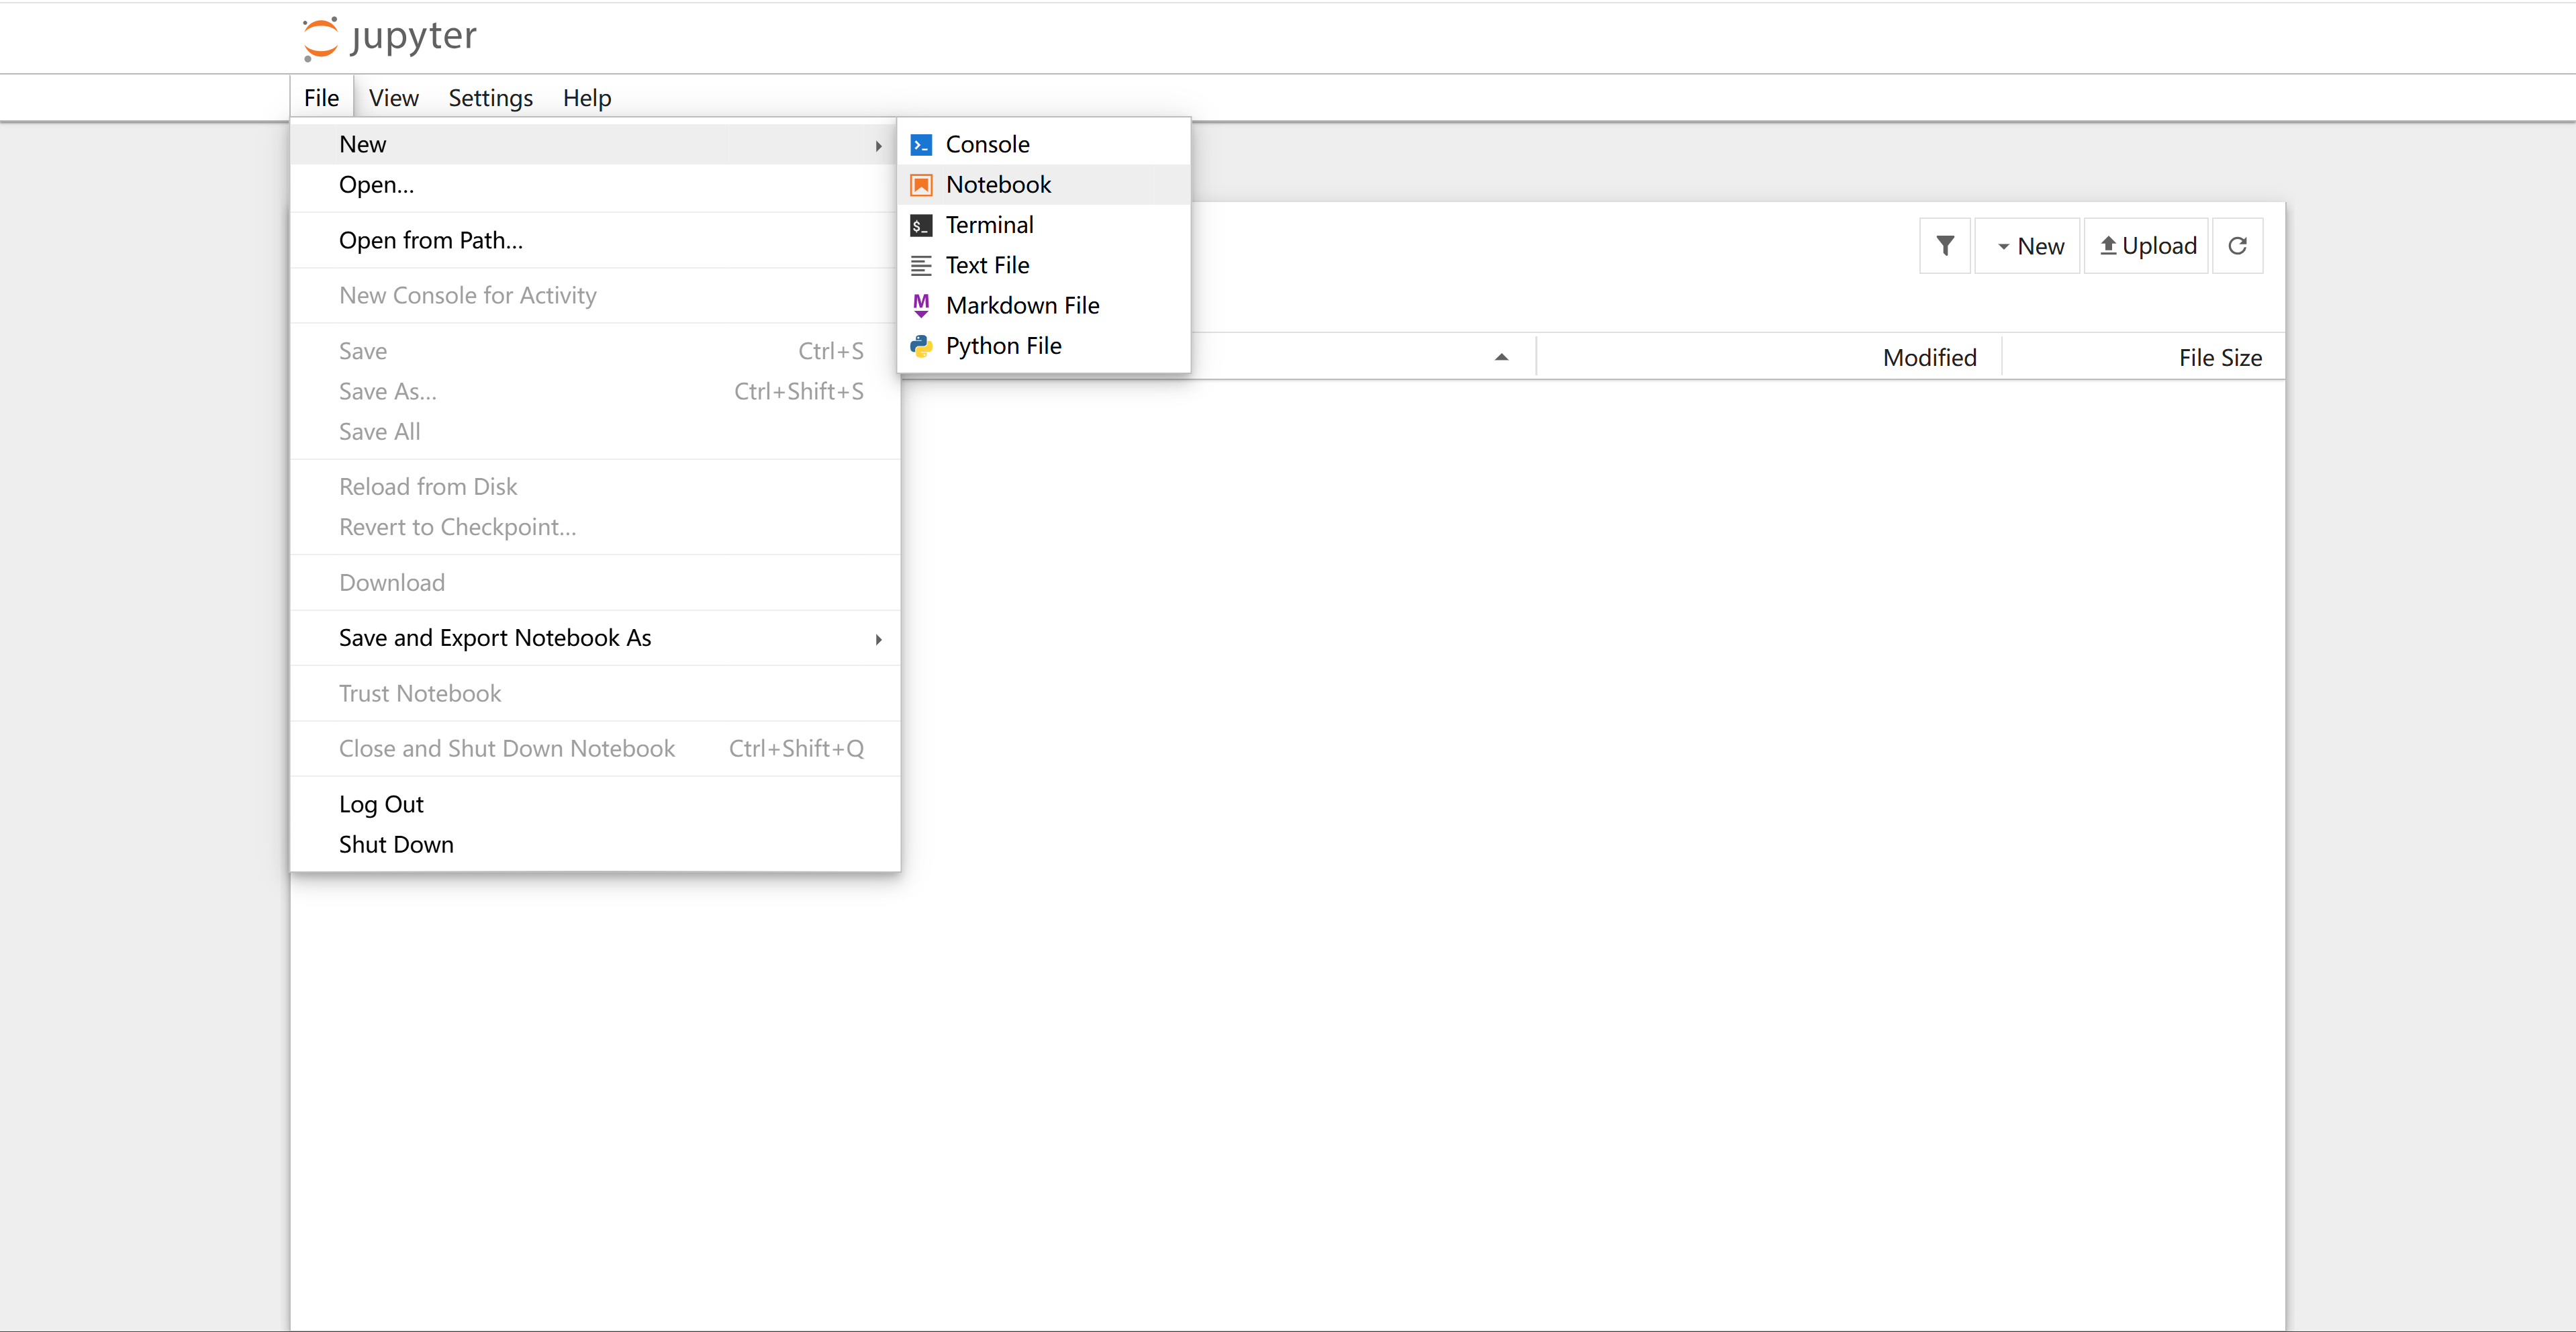 jupyter
File View Settings Help
New
Open...
Open from Path...
New Console for Activity
Save Ctrl+S
Save As... Ctrl+Shift+S
Save All
Reload from Disk
Revert to Checkpoint...
Download
Save and Export Notebook As
Trust Notebook
Close and Shut Down Notebook Ctrl+Shift+Q
Log Out
Shut Down
Console
Notebook
$_ Terminal
Text File
M Markdown File
Python File
New Upload
Modified File Size